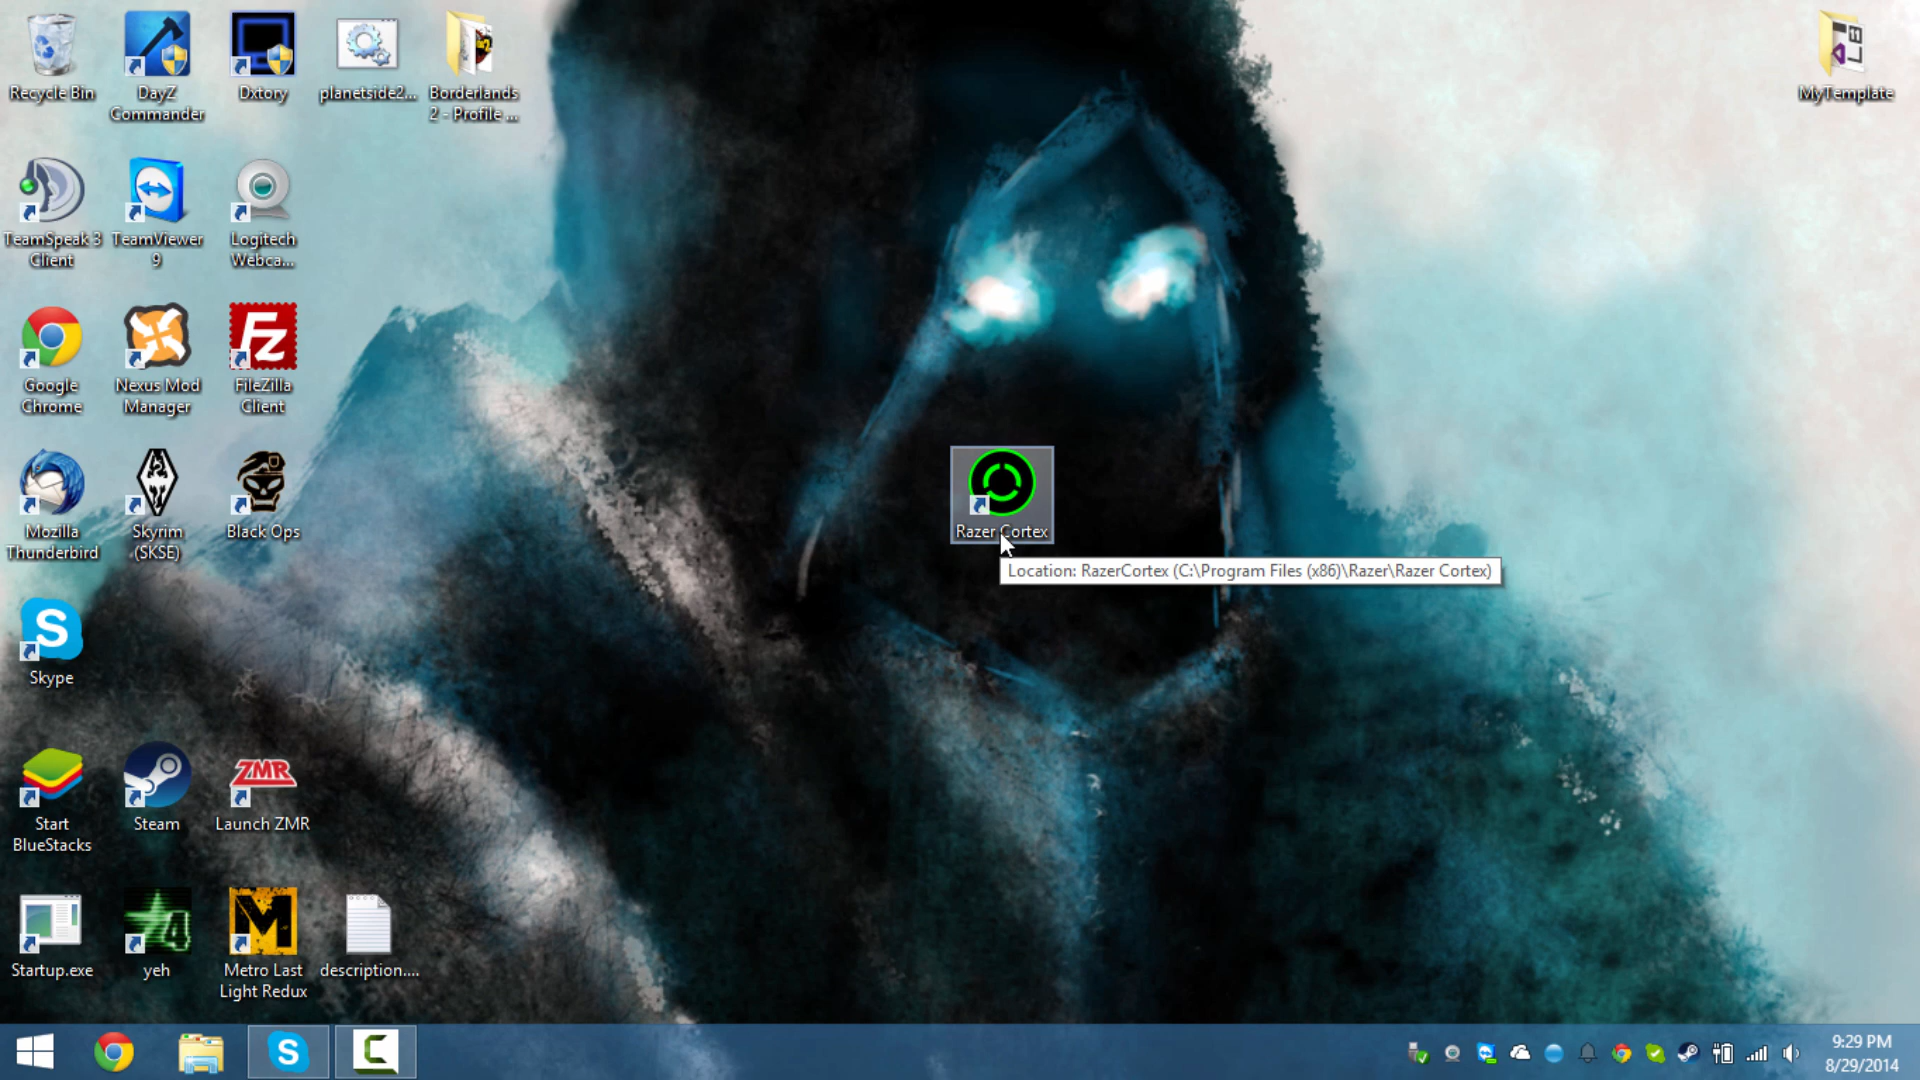 Recycle Bin
DayZ
Commander
Dxtory
planetside2...
Borderlands
2 - Profile ...
MyTemplate
TeamSpeak 3
Client
TeamViewer
9
Logitech
Webca...
Google
Chrome
Nexus Mod
Manager
Fz
FileZilla
Client
Mozilla
Thunderbird
Skyrim
(SKSE)
Black Ops
Razer Cortex
Location: RazerCortex (C:\Program Files (x86)\Razer\Razer Cortex)
S
Skype
Start
BlueStacks
Steam
ZMR
Launch ZMR
Startup.exe
4
yeh
M
Metro Last
Light Redux
description....
S
C
9:29 PM
8/29/2014